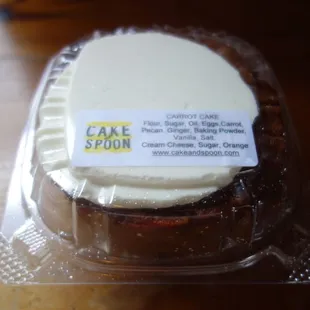 CAKE
&
SPOON
CARROT CAKE
Flour, Sugar, Oil, Eggs, Carrot,
Pecan, Ginger, Baking Powder,
Vanilla, Salt.
Cream Cheese, Sugar, Orange
www.cakeandspoon.com